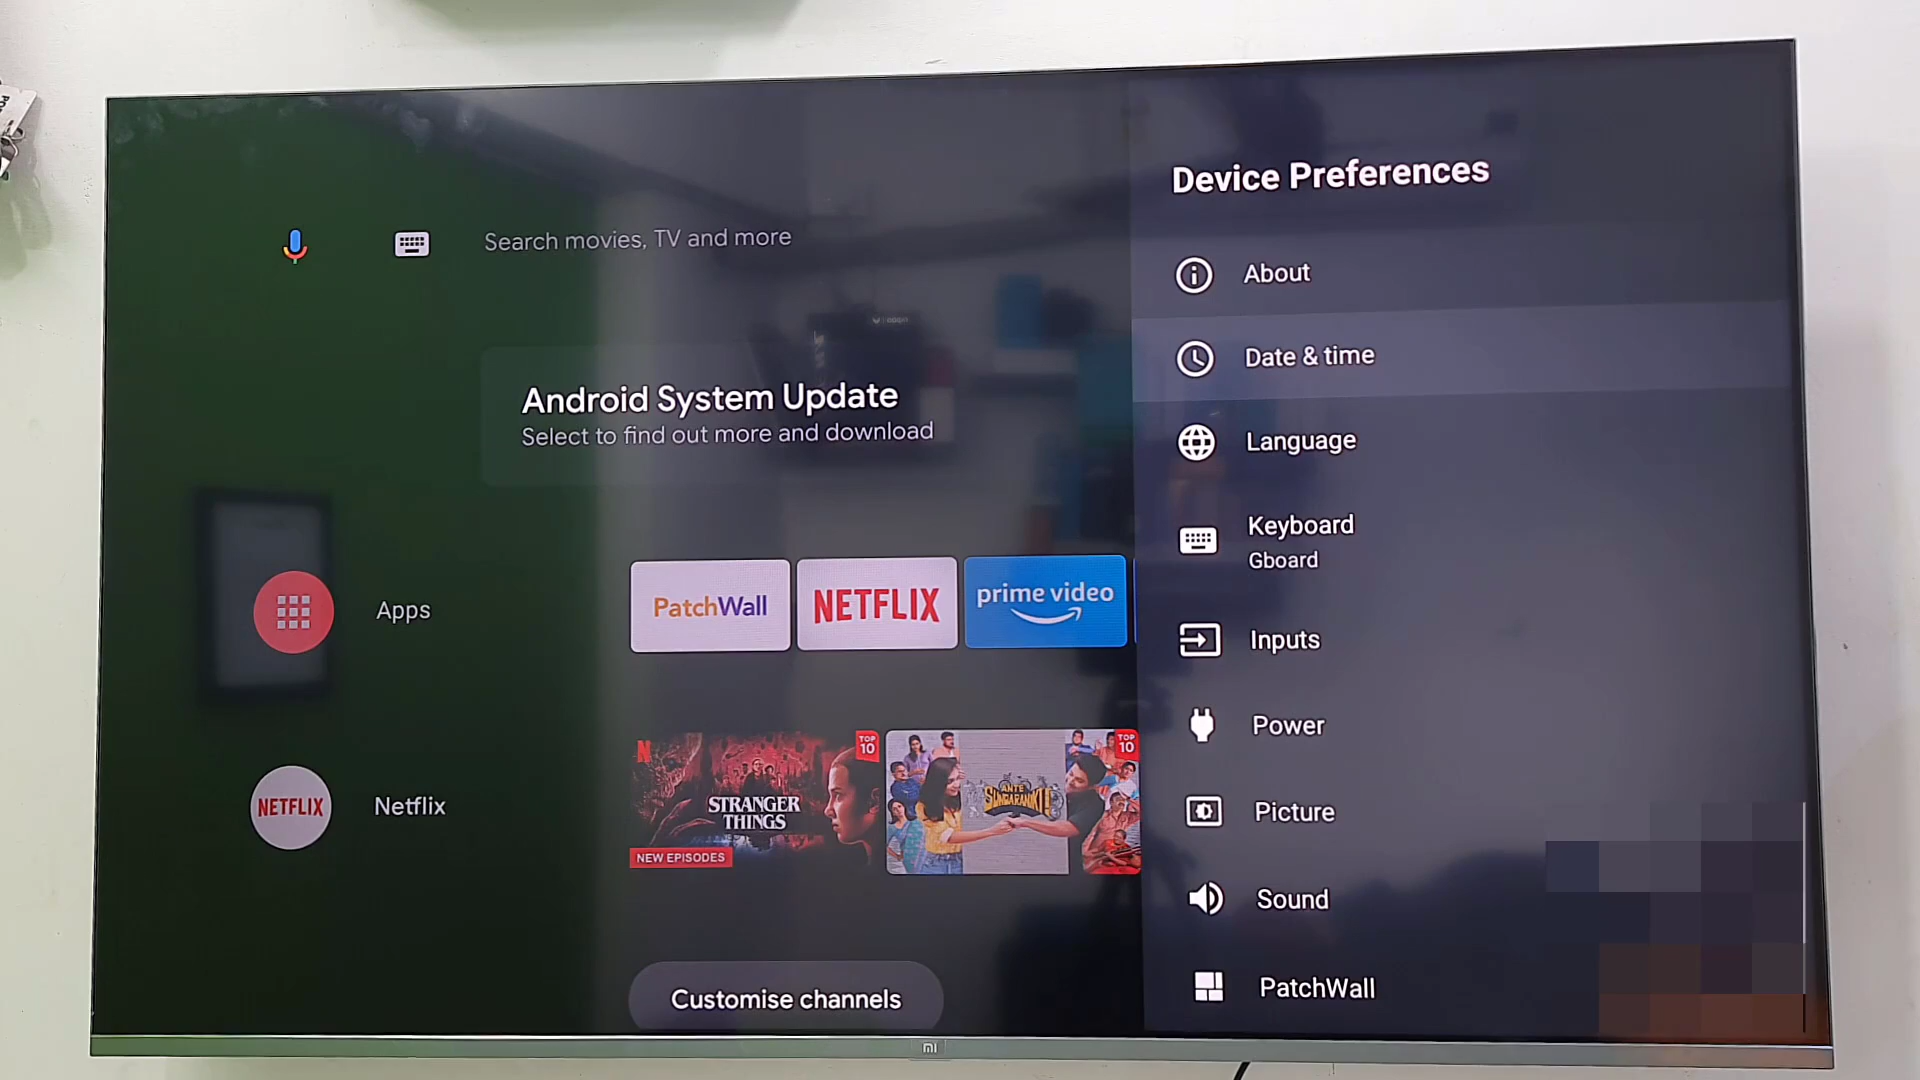 Search movies, TV and more
Android System Update
Select to find out more and download
Apps
PatchWall
NETFLIX
prime video
NETFLIX
Netflix
N
STRANGER
THINGS
TOP
10
NEW EPISODES
ANTE
SUNDARANIKI!
TOP
10
Customise channels
Device Preferences
About
Date & time
Language
Keyboard
Gboard
Inputs
Power
Picture
Sound
PatchWall
mi